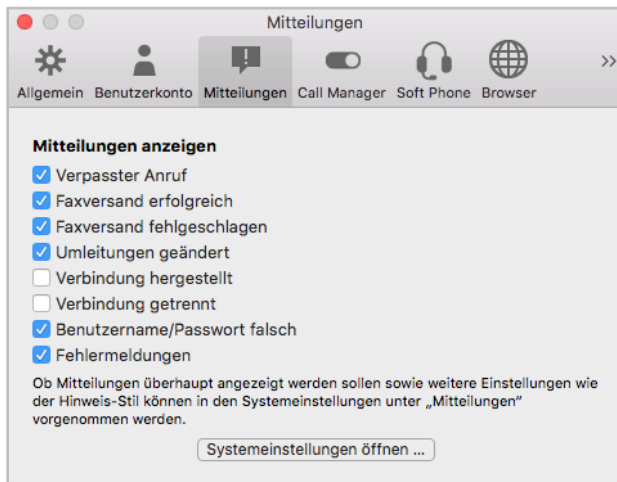 Mitteilungen
Allgemein Benutzerkonto Mitteilungen Call Manager Soft Phone Browser
Mitteilungen anzeigen
Verpasster Anruf
Faxversand erfolgreich
Faxversand fehlgeschlagen
Umleitungen geändert
Verbindung hergestellt
Verbindung getrennt
Benutzername/Passwort falsch
Fehlermeldungen
Ob Mitteilungen überhaupt angezeigt werden sollen sowie weitere Einstellungen wie
der Hinweis-Stil können in den Systemeinstellungen unter „Mitteilungen“
vorgenommen werden.
Systemeinstellungen öffnen ...